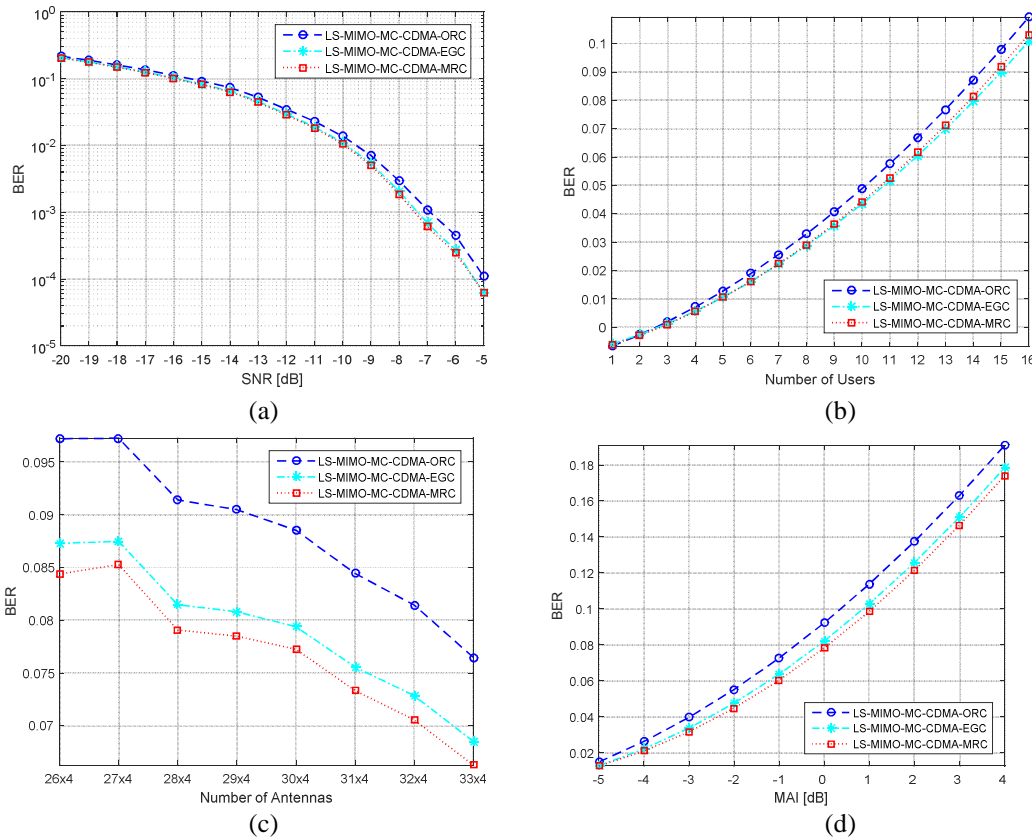 10^0
10^-1
10^-2
10^-3
10^-4
10^-5
BER
-20 -19 -18 -17 -16 -15 -14 -13 -12 -11 -10 -9 -8 -7 -6 -5
SNR [dB]
LS-MIMO-MC-CDMA-ORC
LS-MIMO-MC-CDMA-EGC
LS-MIMO-MC-CDMA-MRC
(a)
0.1
0.09
0.08
0.07
0.06
0.05
0.04
0.03
0.02
0.01
0
BER
1 2 3 4 5 6 7 8 9 10 11 12 13 14 15 16
Number of Users
LS-MIMO-MC-CDMA-ORC
LS-MIMO-MC-CDMA-EGC
LS-MIMO-MC-CDMA-MRC
(b)
0.095
0.09
0.085
0.08
0.075
0.07
BER
26x4 27x4 28x4 29x4 30x4 31x4 32x4 33x4
Number of Antennas
LS-MIMO-MC-CDMA-ORC
LS-MIMO-MC-CDMA-EGC
LS-MIMO-MC-CDMA-MRC
(c)
0.18
0.16
0.14
0.12
0.1
0.08
0.06
0.04
0.02
BER
-5 -4 -3 -2 -1 0 1 2 3 4
MAI [dB]
LS-MIMO-MC-CDMA-ORC
LS-MIMO-MC-CDMA-EGC
LS-MIMO-MC-CDMA-MRC
(d)